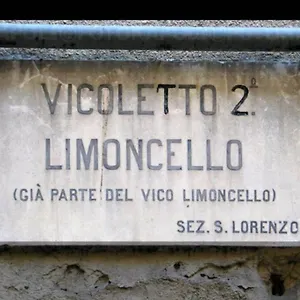 VICOLETTO 2.º
LIMONCELLO
(GIÀ PARTE DEL VICO LIMONCELLO)
SEZ. S. LORENZO